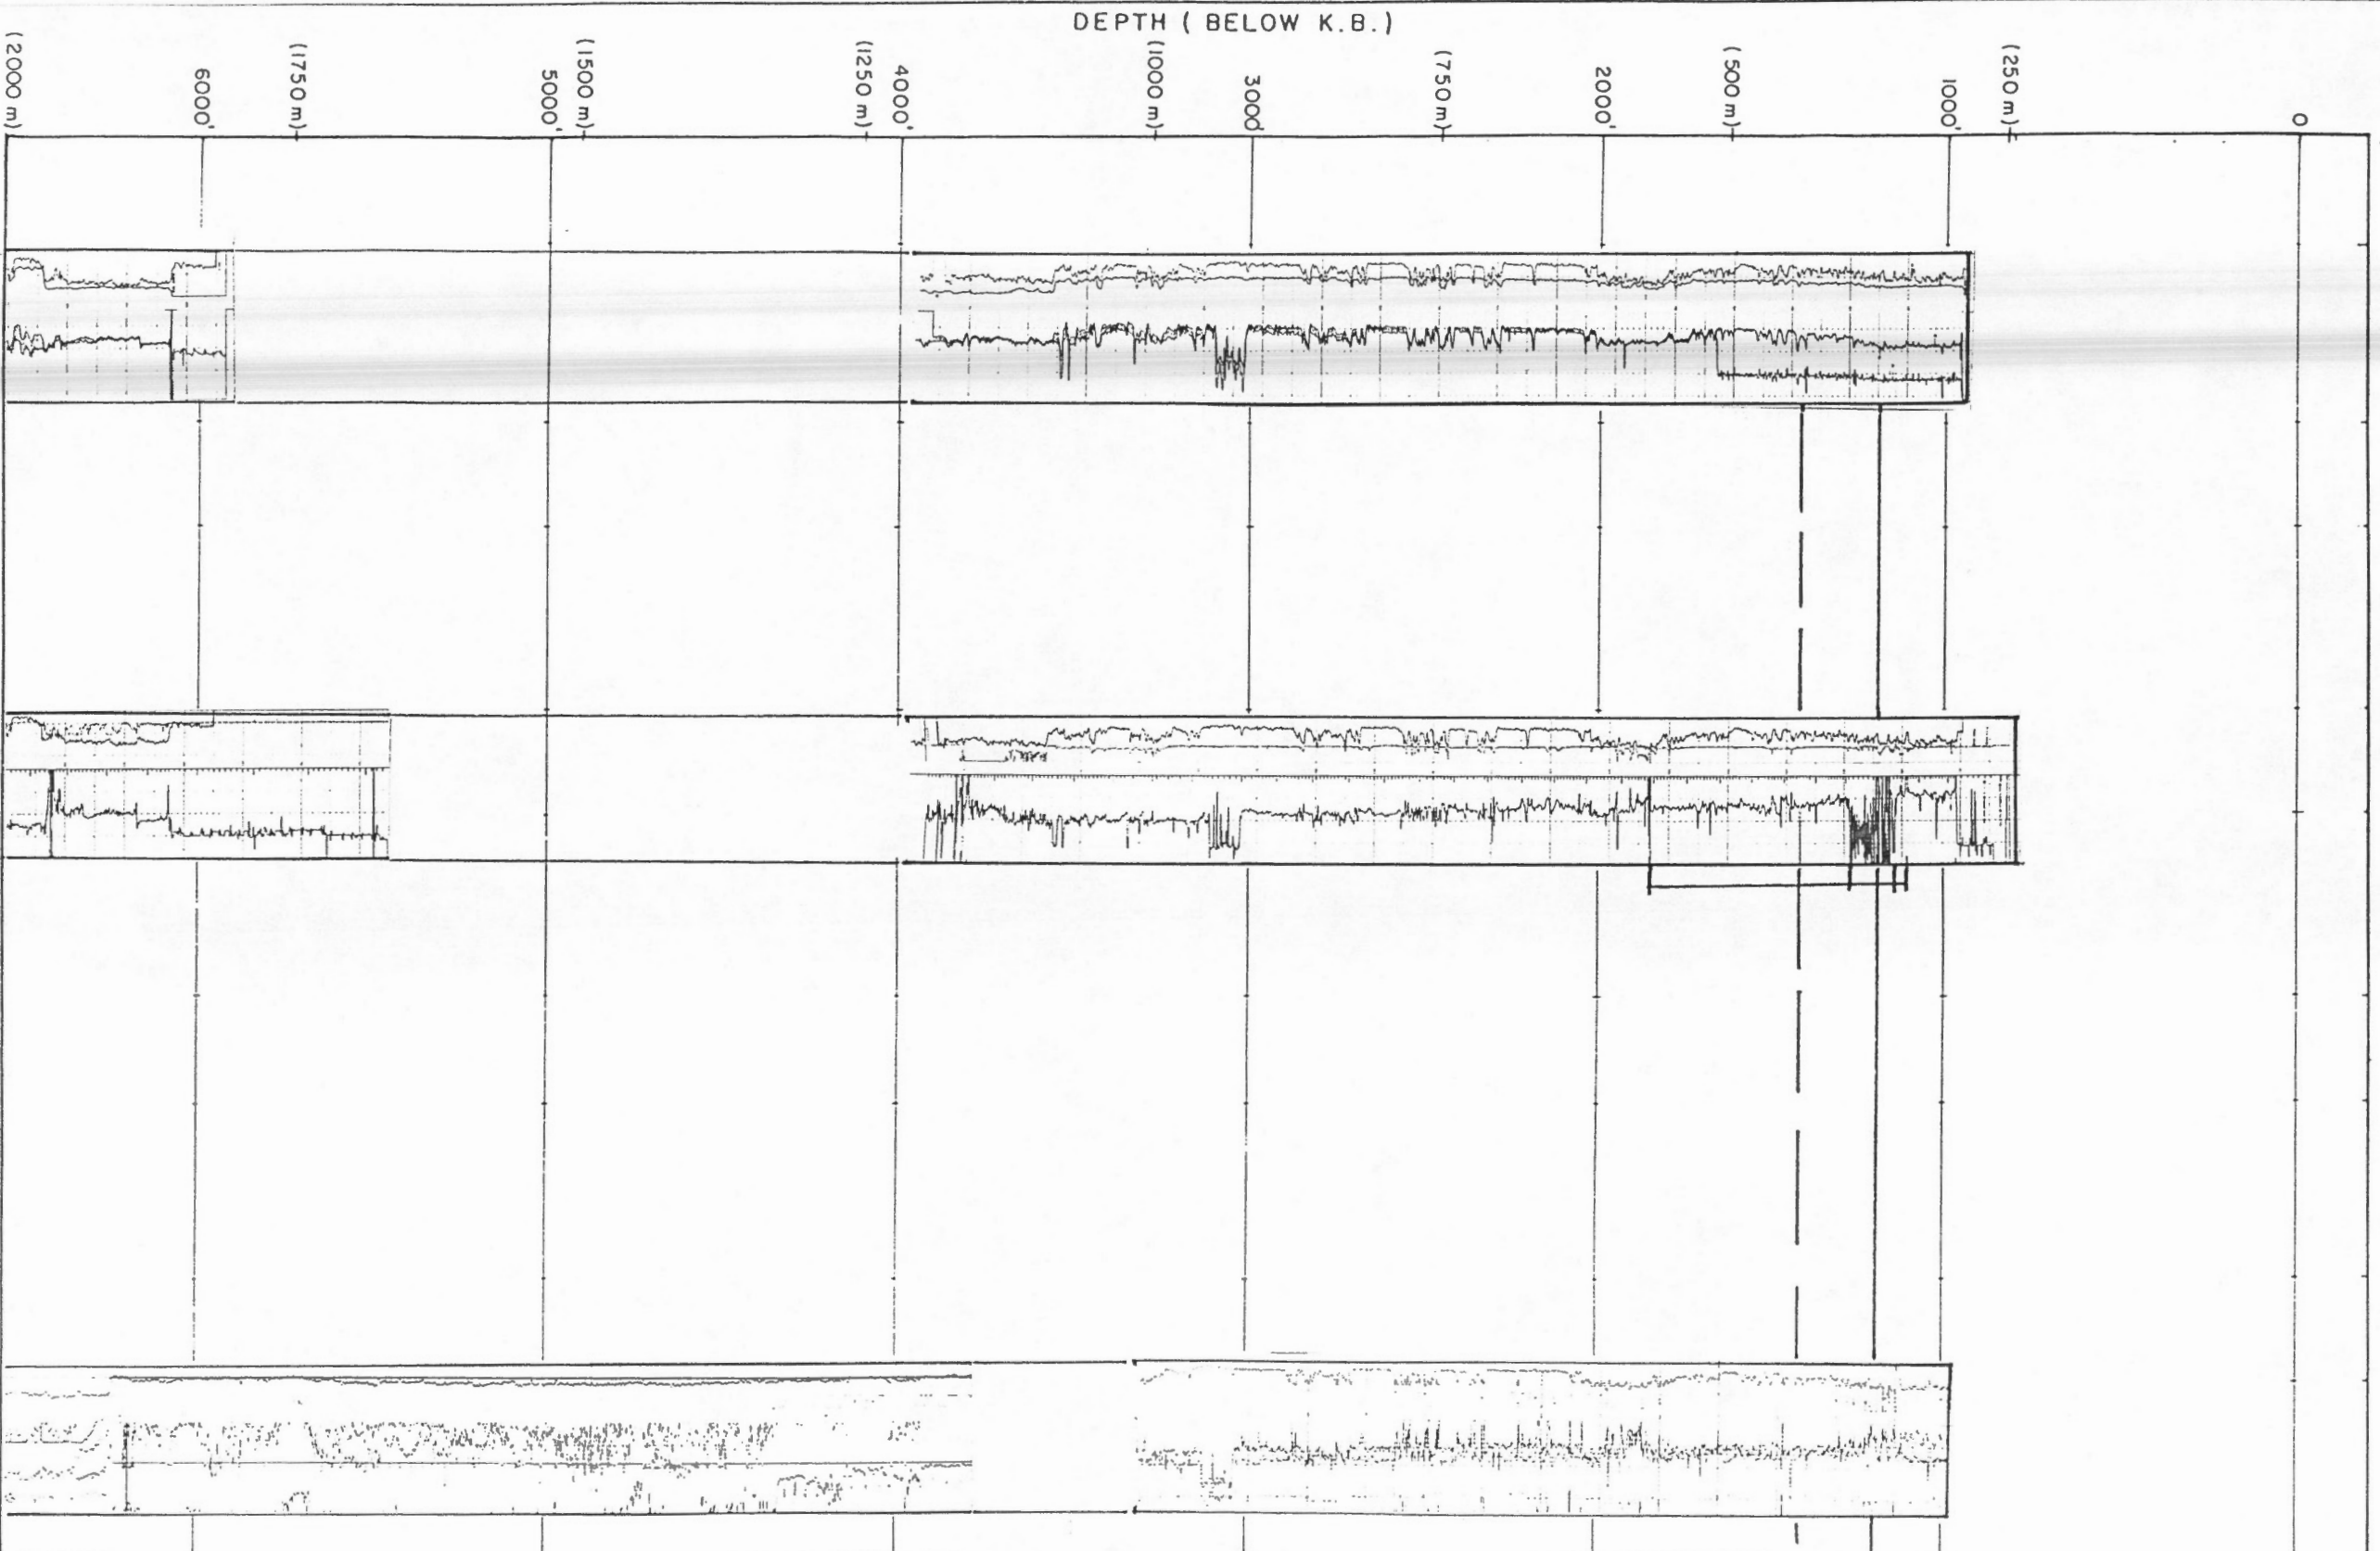 DEPTH ( BELOW K.B.)
(2000 m)
6000'
(1750 m)
5000'
(1500 m)
(1250 m)
4000'
(1000 m)
3000'
(750 m)
2000'
(500 m)
1000'
(250 m)
0